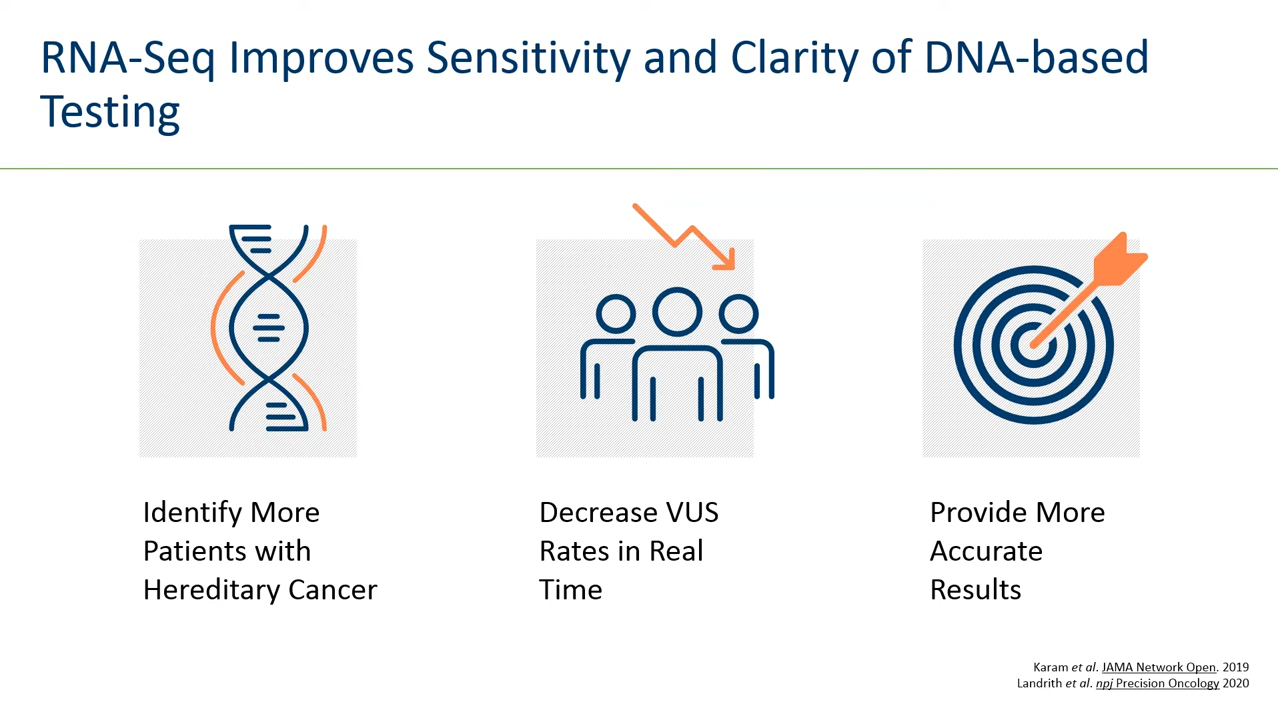 RNA-Seq Improves Sensitivity and Clarity of DNA-based
Testing
Identify More
Patients with
Hereditary Cancer
Decrease VUS
Rates in Real
Time
Provide More
Accurate
Results
Karam et al. JAMA Network Open. 2019
Landrith et al. npj Precision Oncology 2020